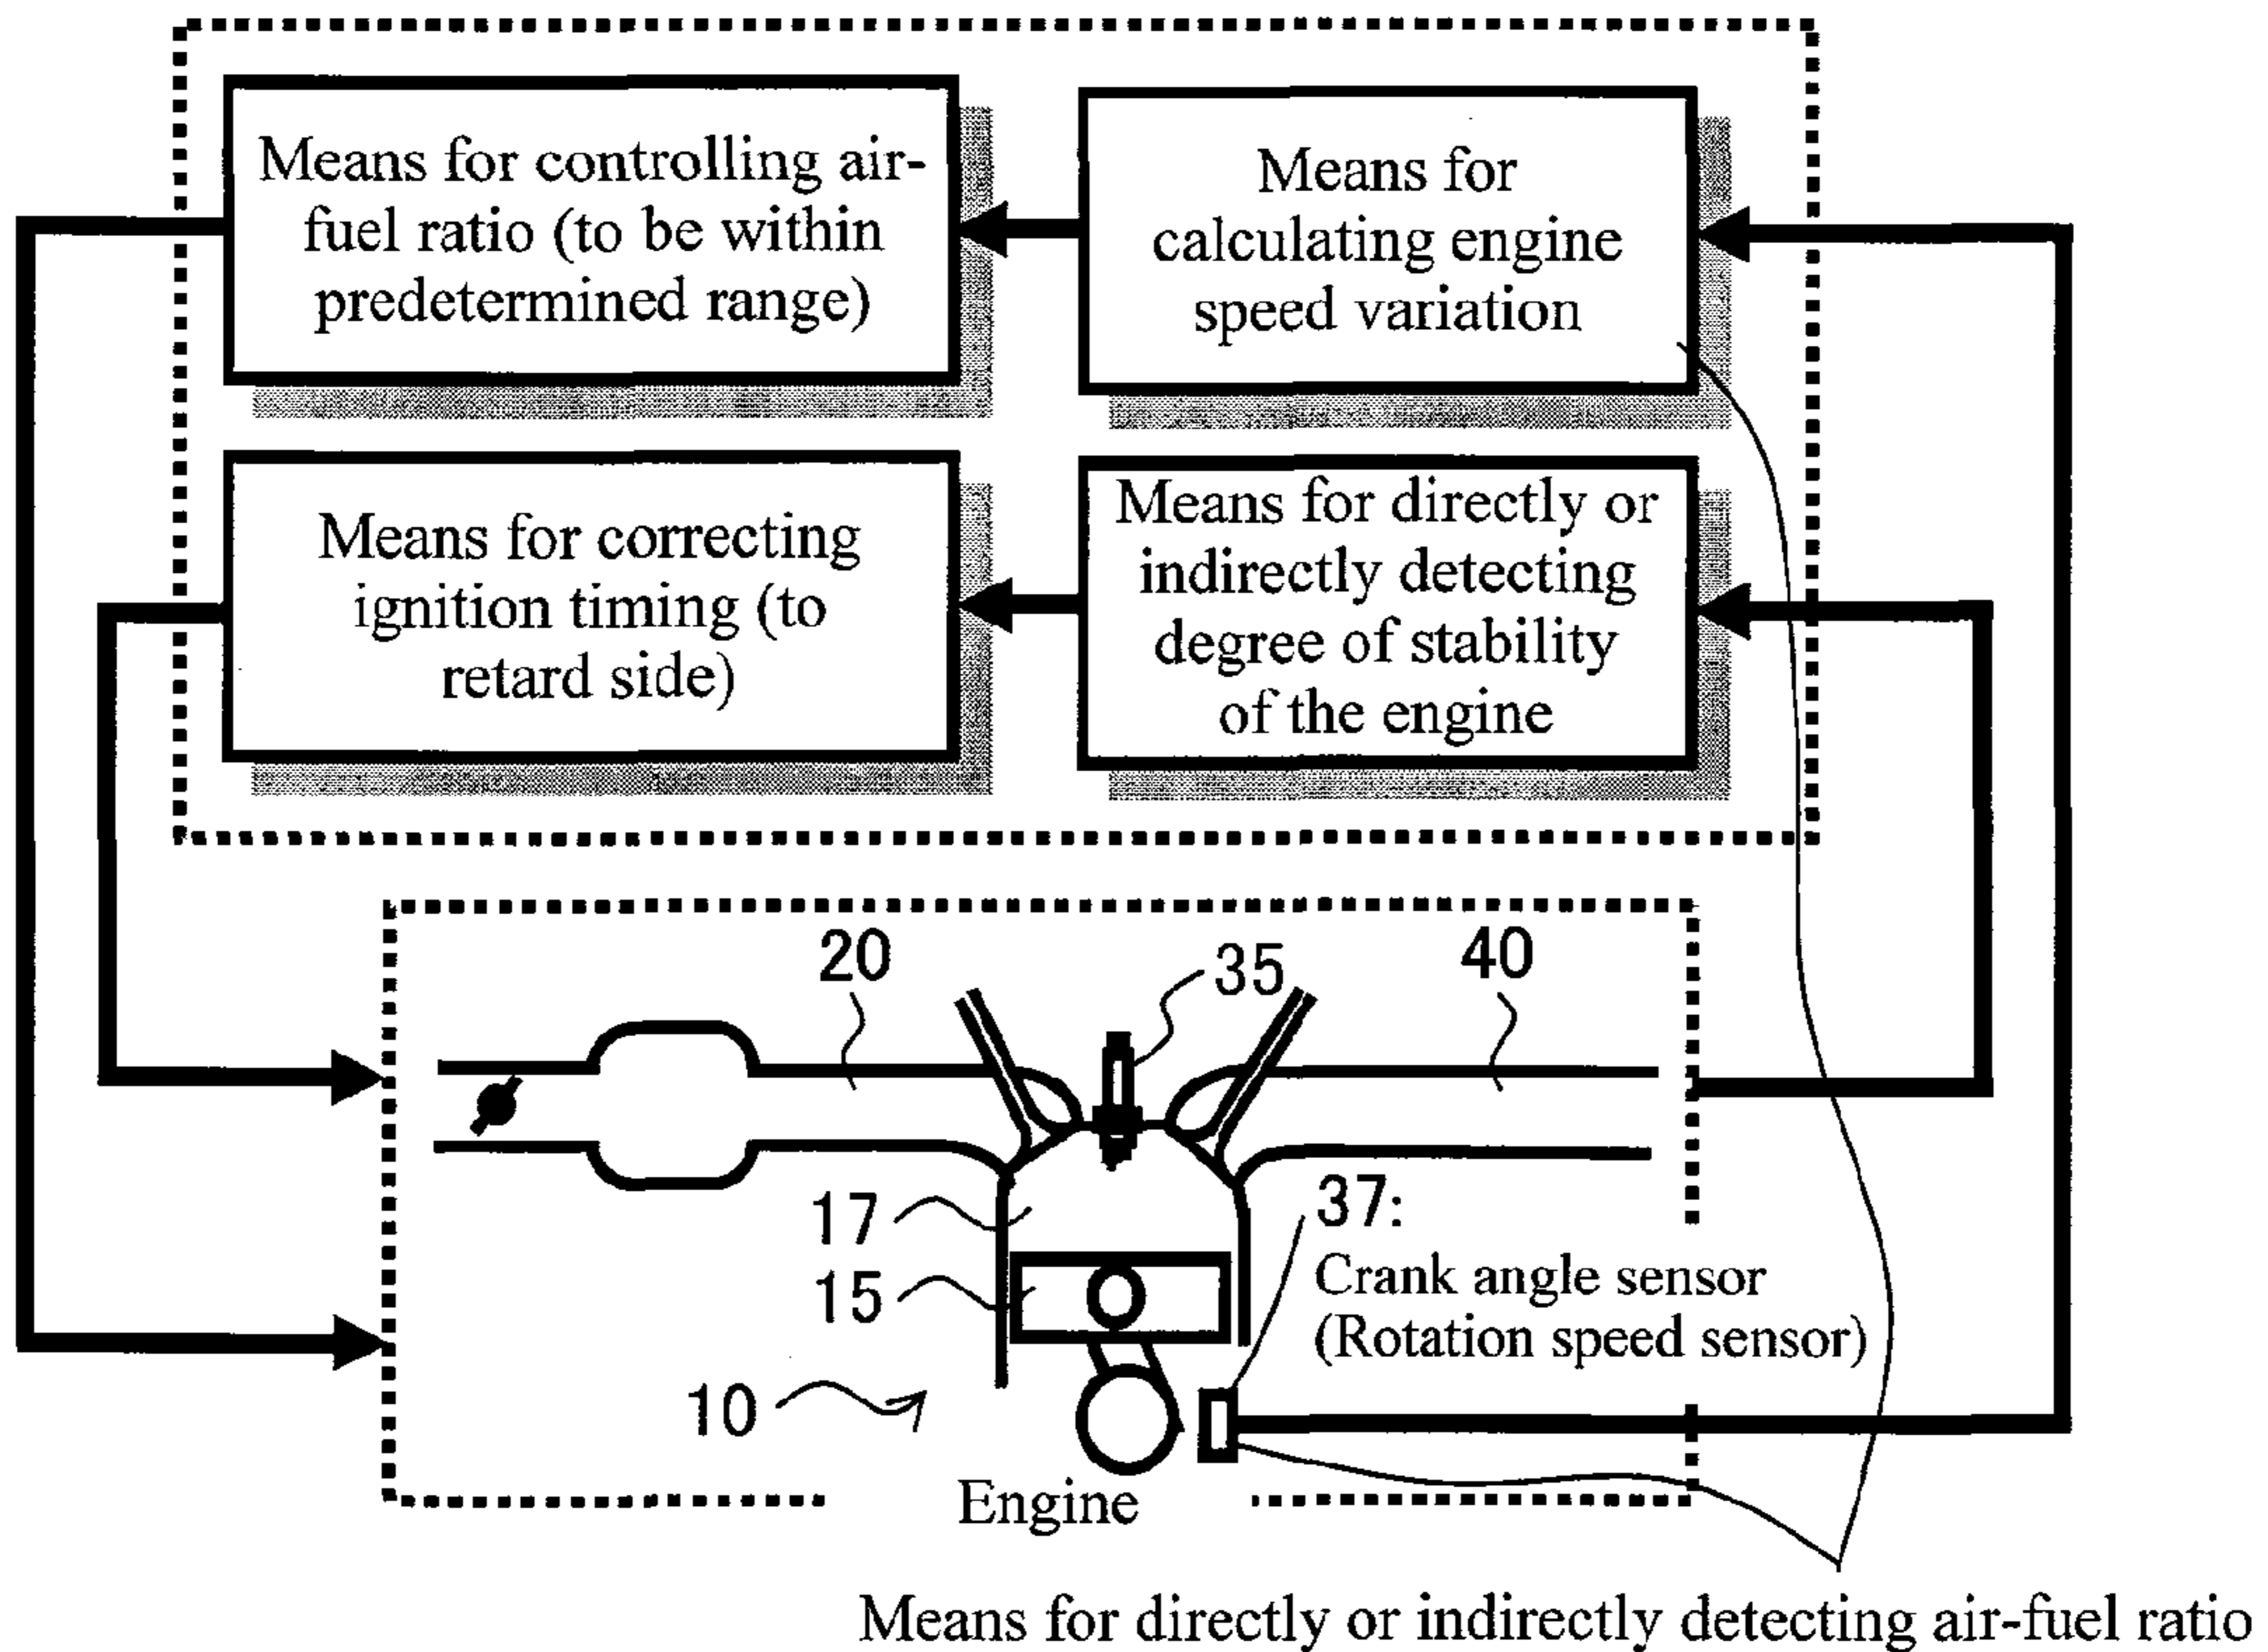 Means for controlling air-
fuel ratio (to be within
predetermined range)
Means for
calculating engine
speed variation
Means for correcting
ignition timing (to
retard side)
Means for directly or
indirectly detecting
degree of stability
of the engine
20
35
40
17
37:
Crank angle sensor
(Rotation speed sensor)
15
10
Engine
Means for directly or indirectly detecting air-fuel ratio